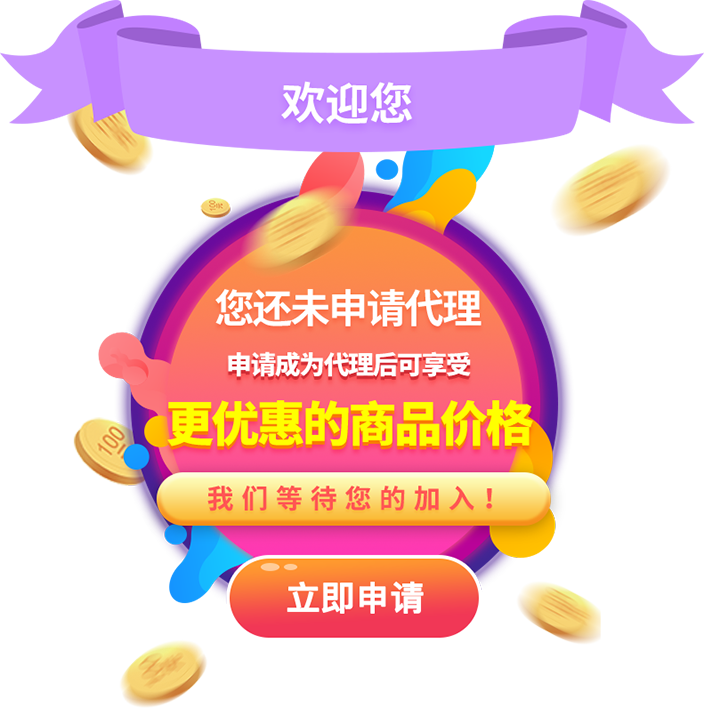 欢迎您
您还未申请代理
申请成为代理后可享受
更优惠的商品价格
100
我们等待您的加入！
立即申请